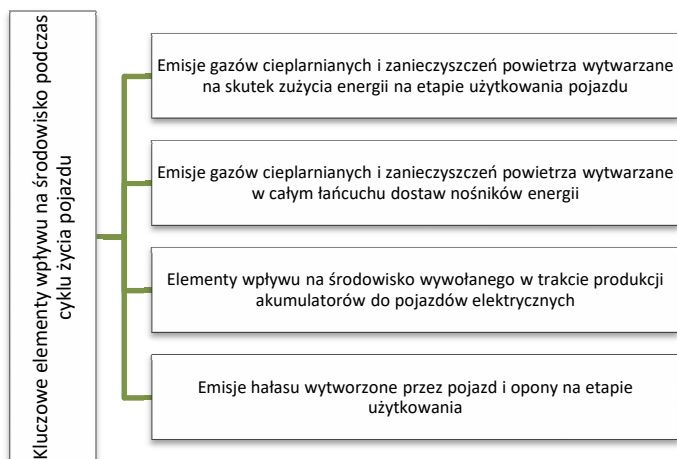 Kluczowe elementy wpływu na środowisko podczas
cyklu życia pojazdu
Emisje gazów cieplarnianych i zanieczyszczeń powietrza wytwarzane
na skutek zużycia energii na etapie użytkowania pojazdu
Emisje gazów cieplarnianych i zanieczyszczeń powietrza wytwarzane
w całym łańcuchu dostaw nośników energii
Elementy wpływu na środowisko wywołanego w trakcie produkcji
akumulatorów do pojazdów elektrycznych
Emisje hałasu wytworzone przez pojazd i opony na etapie
użytkowania